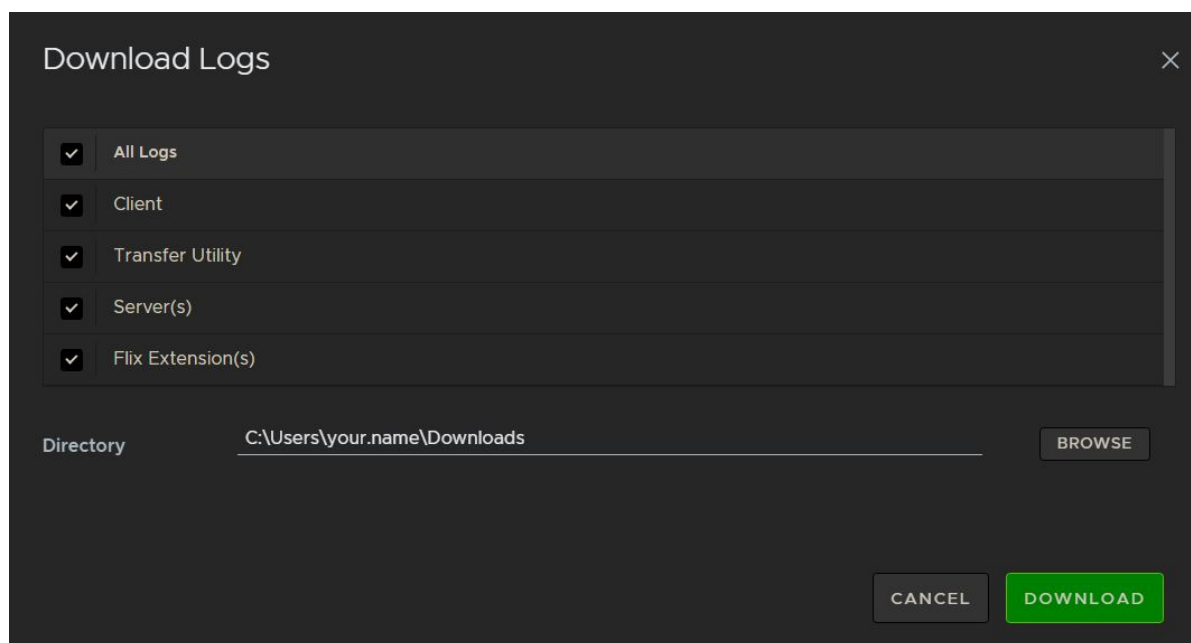 Download Logs
All Logs
Client
Transfer Utility
Server(s)
Flix Extension(s)
Directory C:\Users\your.name\Downloads BROWSE
CANCEL DOWNLOAD